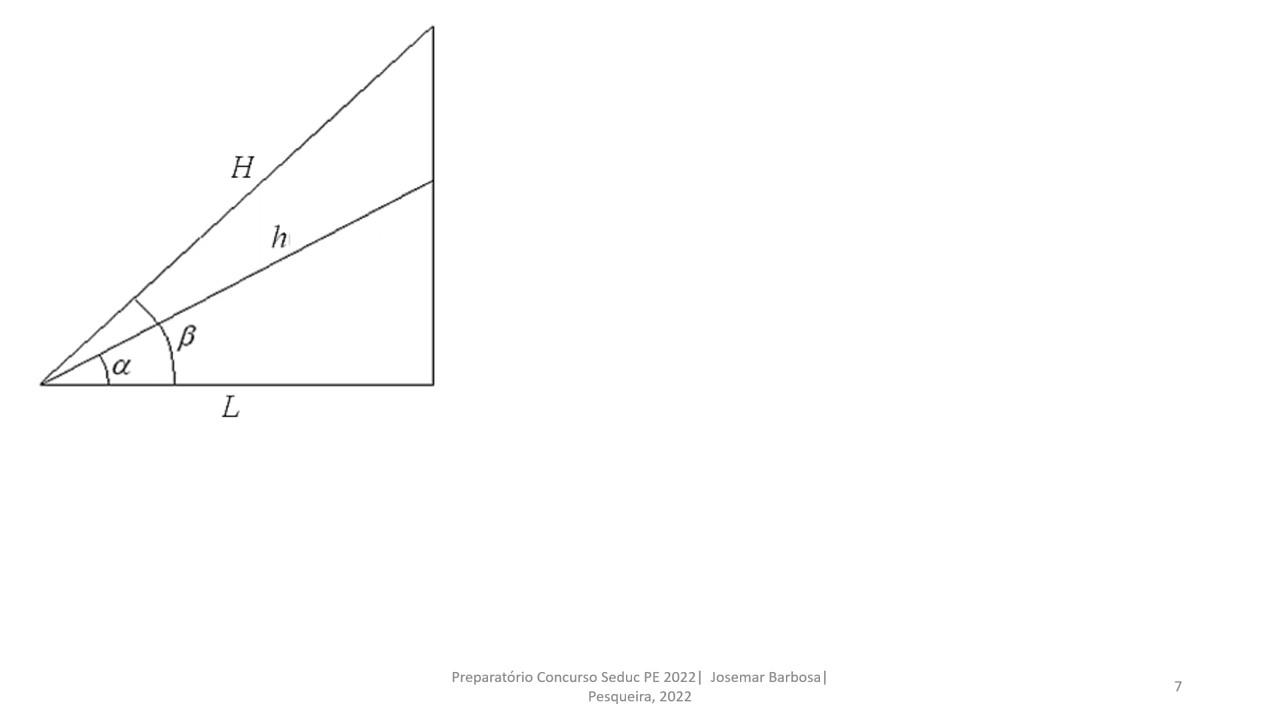 H
h
β
α
L
Preparatório Concurso Seduc PE 2022| Josemar Barbosa|
Pesqueira, 2022
7